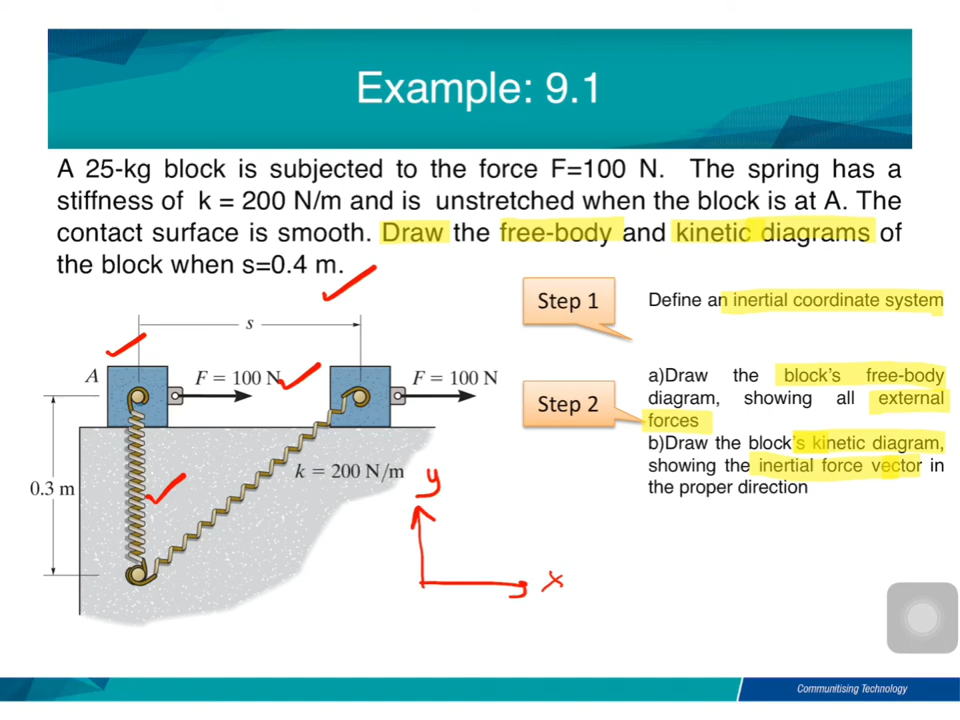 Example: 9.1
A 25-kg block is subjected to the force F=100 N. The spring has a
stiffness of k = 200 N/m and is unstretched when the block is at A. The
contact surface is smooth. Draw the free-body and kinetic diagrams of
the block when s=0.4 m.
Step 1
Define an inertial coordinate system
s
A
F = 100 N
F = 100 N
Step 2
a)Draw the block's free-body
diagram, showing all external
forces
b)Draw the block's kinetic diagram,
showing the inertial force vector in
the proper direction
k = 200 N/m
0.3 m
y
x
Communitising Technology